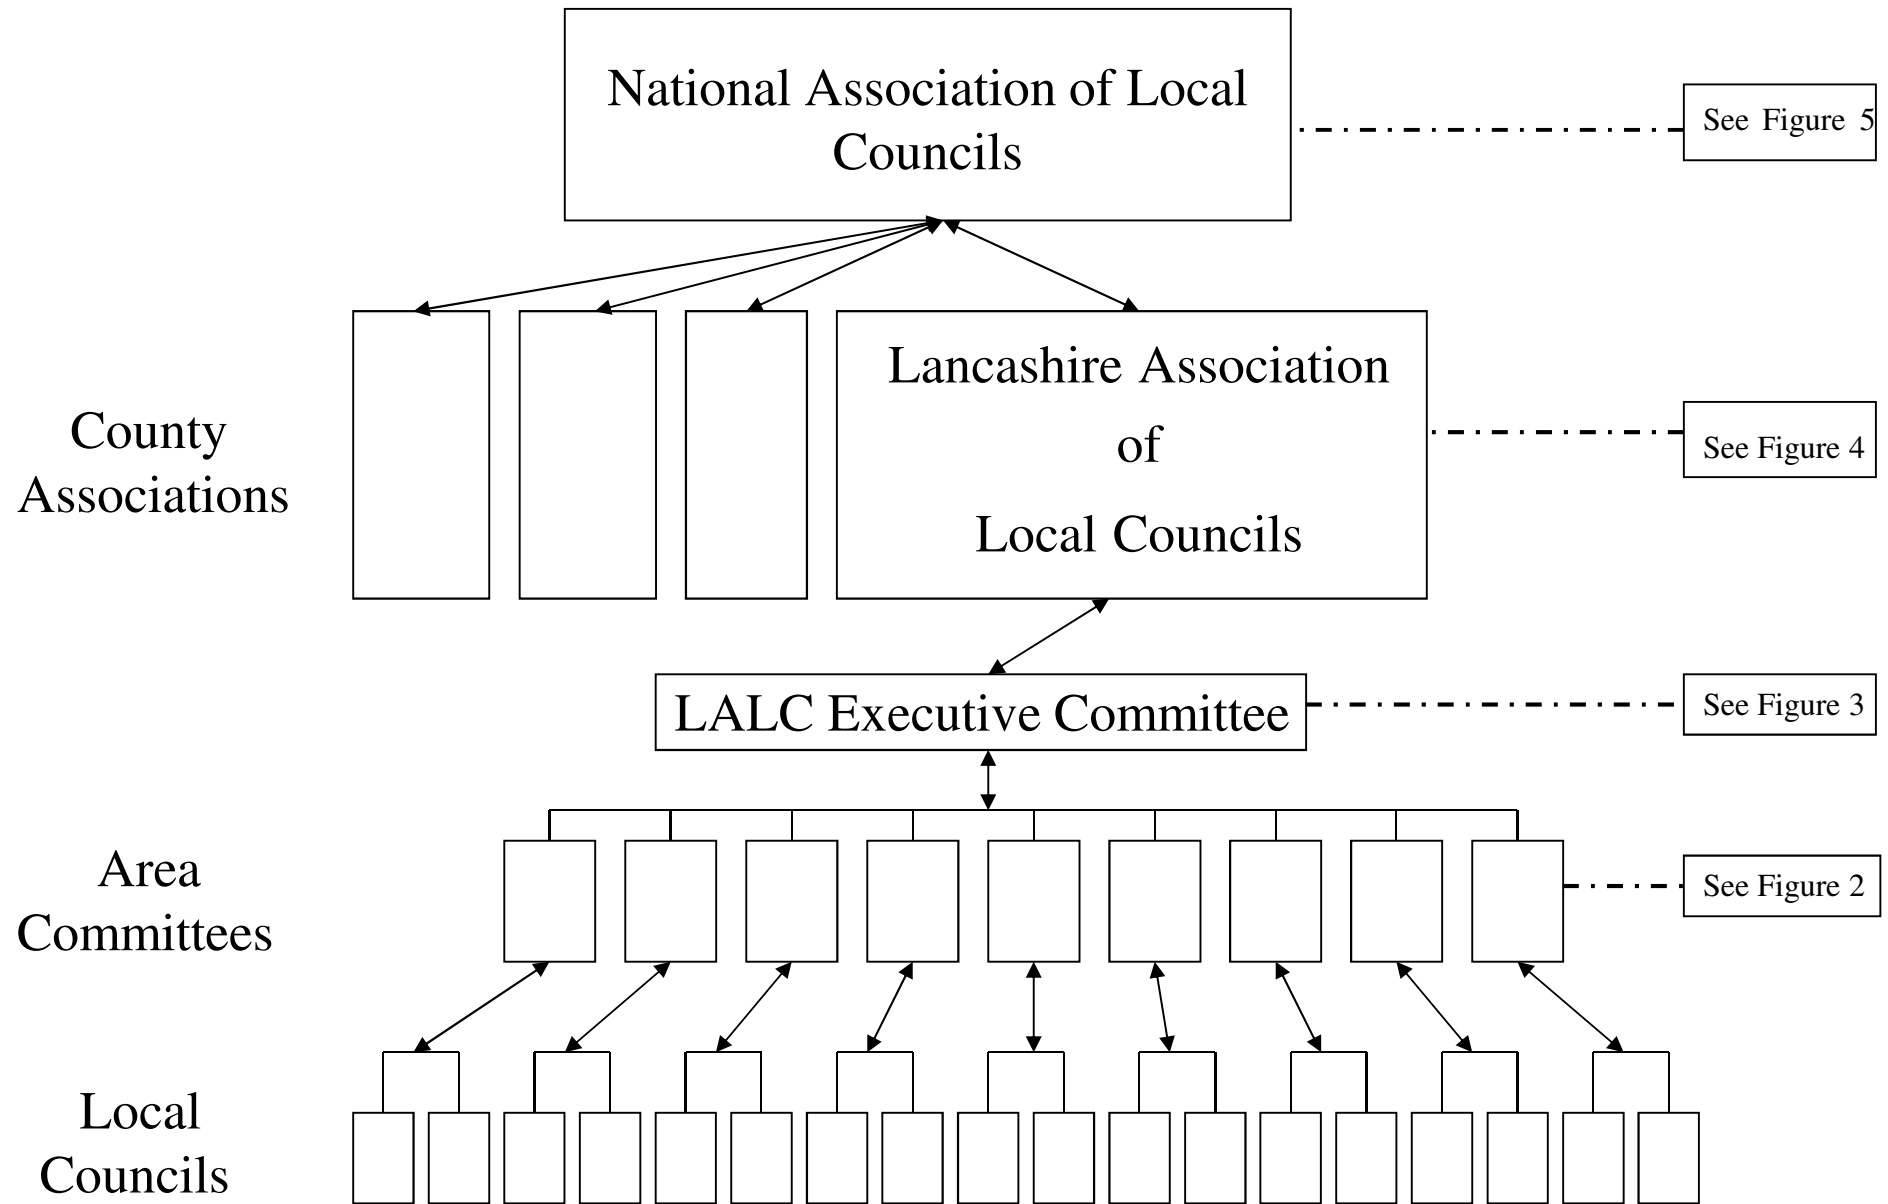 National Association of Local
Councils
See Figure 5
County
Associations
Lancashire Association
of
Local Councils
See Figure 4
LALC Executive Committee
See Figure 3
Area
Committees
See Figure 2
Local
Councils